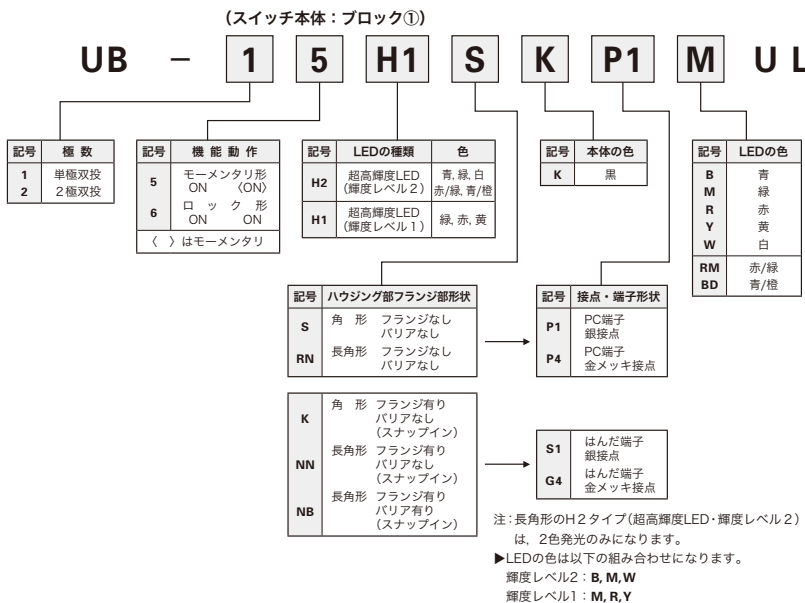 (スイッチ本体：ブロック①)
UB － 1 5 H1 S K P1 M UL
記号 極 数
1 単極双投
2 2極双投
記号 機 能 動 作
5 モーメンタリ形
ON 〈ON〉
6 ロ ッ ク 形
ON ON
〈 〉はモーメンタリ
記号 LEDの種類 色
H2 超高輝度LED
(輝度レベル2)
青, 緑, 白
赤/緑, 青/橙
H1 超高輝度LED
(輝度レベル1)
緑, 赤, 黄
記号 本体の色
K 黒
記号 LEDの色
B 青
M 緑
R 赤
Y 黄
W 白
RM 赤/緑
BD 青/橙
記号 ハウジング部フランジ部形状
S 角 形 フランジなし
バリアなし
RN 長角形 フランジなし
バリアなし
記号 接点・端子形状
P1 PC端子
銀接点
P4 PC端子
金メッキ接点
K 角 形 フランジ有り
バリアなし
(スナップイン)
NN 長角形 フランジ有り
バリアなし
(スナップイン)
NB 長角形 フランジ有り
バリア有り
(スナップイン)
S1 はんだ端子
銀接点
G4 はんだ端子
金メッキ接点
注：長角形のH2タイプ(超高輝度LED・輝度レベル2)
は, 2色発光のみになります。
▶LEDの色は以下の組み合わせになります。
輝度レベル2：B, M, W
輝度レベル1：M, R, Y